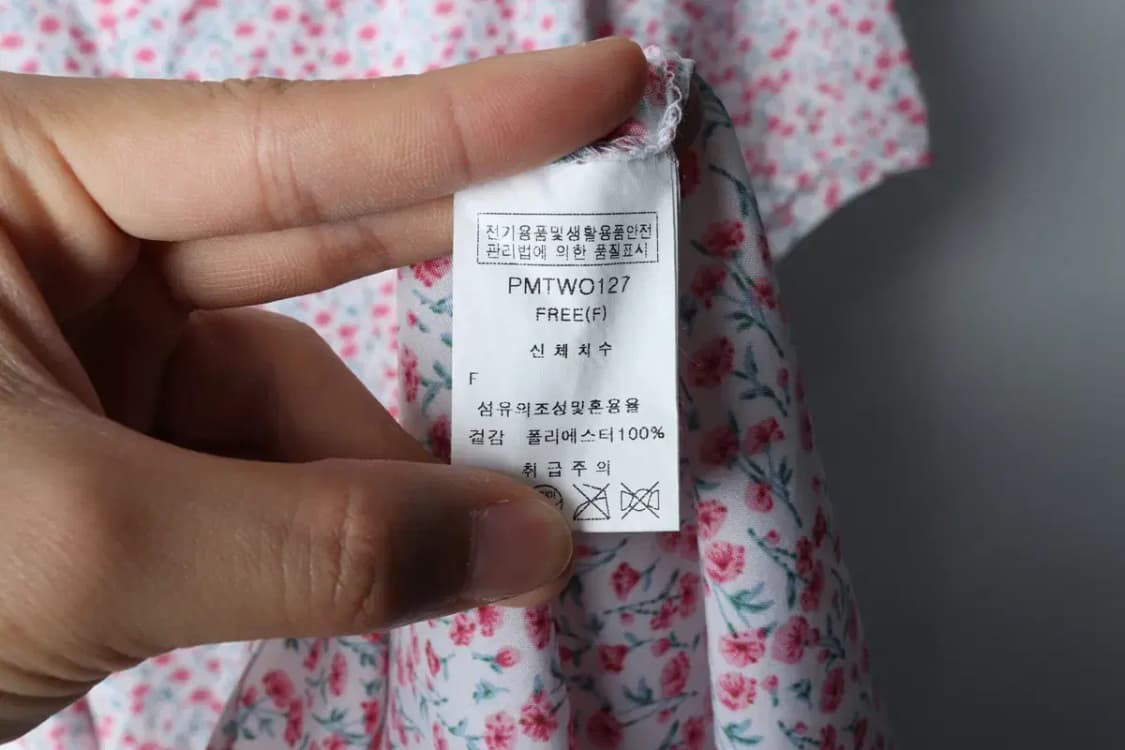 전기용품및생활용품안전
관리법에 의한 품질표시
PMTWO127
FREE(F)
신체치수
F
섬유의조성및혼용율
겉감 폴리에스터100%
취급주의